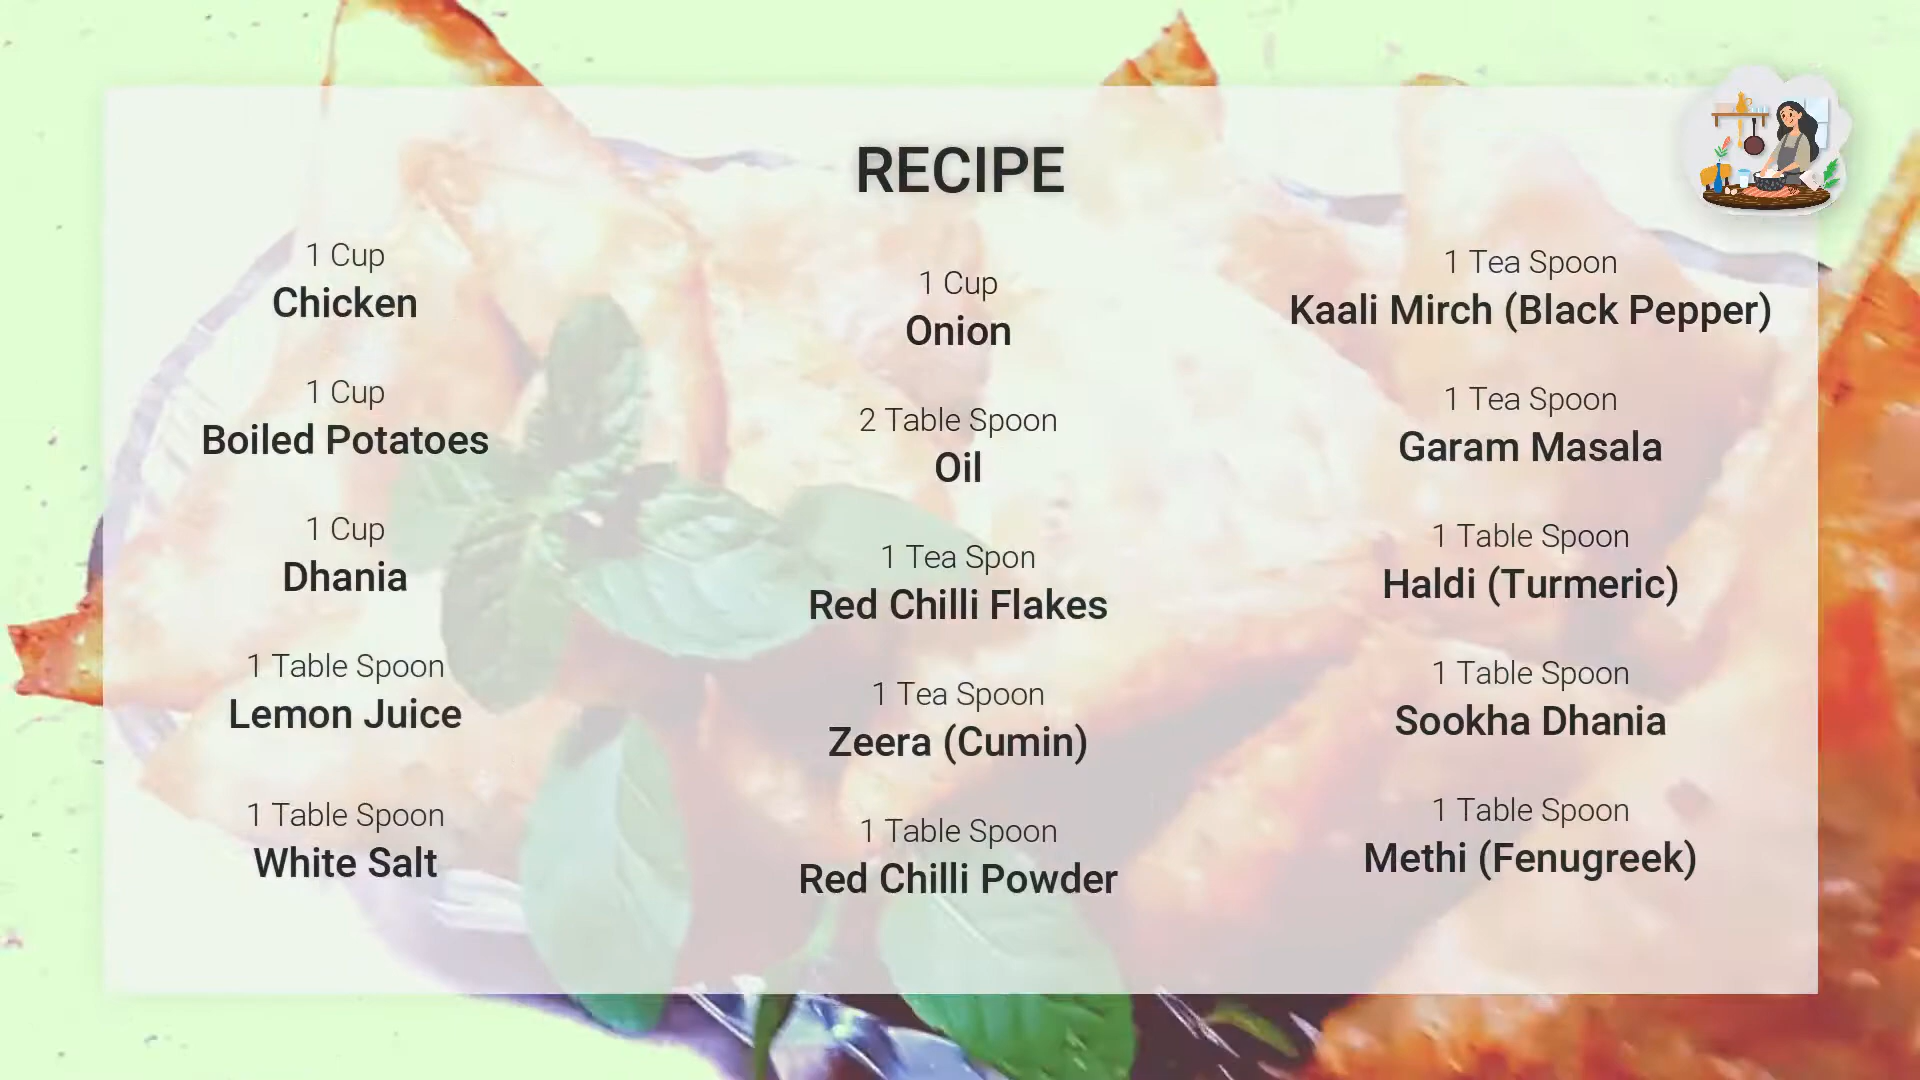 RECIPE
1 Cup
Chicken
1 Cup
Boiled Potatoes
1 Cup
Dhania
1 Table Spoon
Lemon Juice
1 Table Spoon
White Salt
1 Cup
Onion
2 Table Spoon
Oil
1 Tea Spon
Red Chilli Flakes
1 Tea Spoon
Zeera (Cumin)
1 Table Spoon
Red Chilli Powder
1 Tea Spoon
Kaali Mirch (Black Pepper)
1 Tea Spoon
Garam Masala
1 Table Spoon
Haldi (Turmeric)
1 Table Spoon
Sookha Dhania
1 Table Spoon
Methi (Fenugreek)